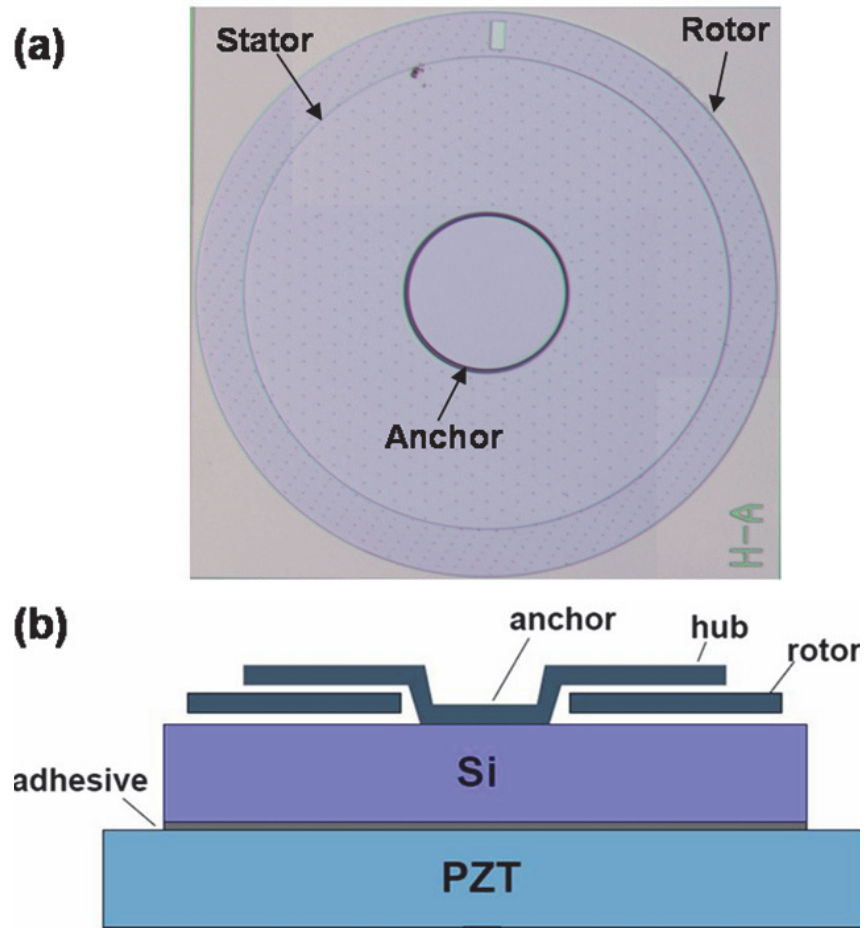 (a)
Stator
Rotor
Anchor
H-A
(b)
anchor
hub
rotor
Si
adhesive
PZT